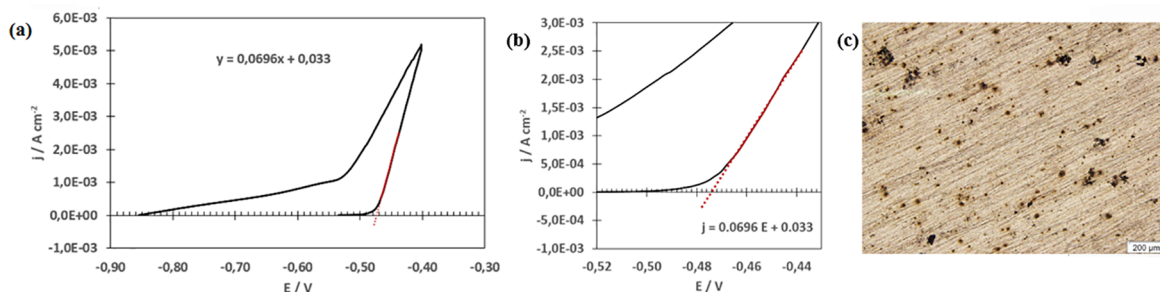 (a)
6,0E-03
5,0E-03
4,0E-03
3,0E-03
2,0E-03
1,0E-03
0,0E+00
-1,0E-03
j / A cm-2
y = 0,0696x + 0,033
-0,90 -0,80 -0,70 -0,60 -0,50 -0,40 -0,30
E / V
(b)
3,0E-03
2,5E-03
2,0E-03
1,5E-03
1,0E-03
5,0E-04
0,0E+00
-5,0E-04
-1,0E-03
j / A cm-2
j = 0.0696 E + 0.033
-0,52 -0,50 -0,48 -0,46 -0,44
E / V
(c)
200 µm